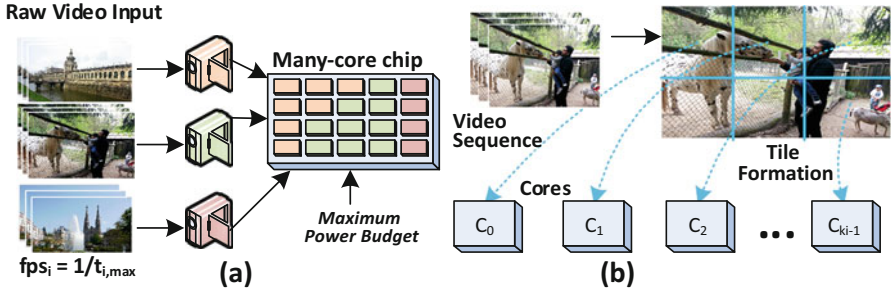 Raw Video Input
Many-core chip
Maximum
Power Budget
fpsᵢ = 1/tᵢ,max
(a)
Video
Sequence
Tile
Formation
Cores
C₀
C₁
C₂
...
Cₖᵢ₋₁
(b)